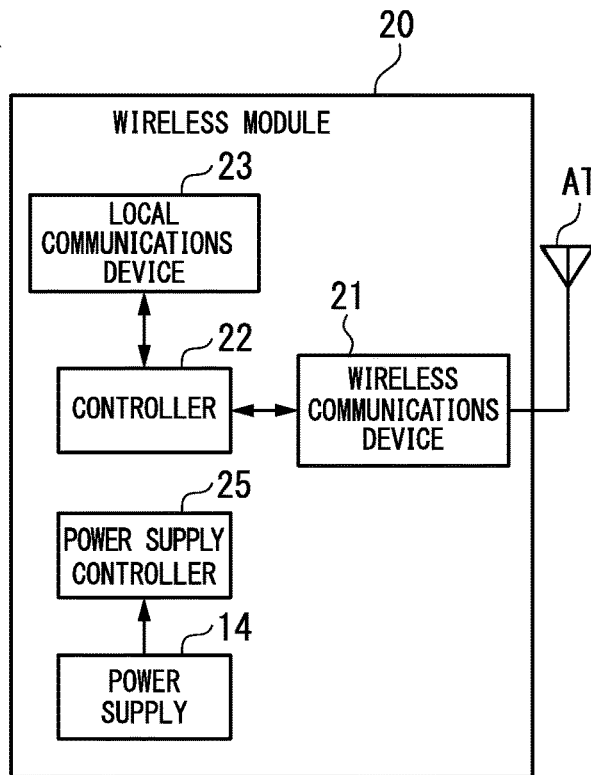 20
WIRELESS MODULE
23
LOCAL
COMMUNICATIONS
DEVICE
AT
22
CONTROLLER
21
WIRELESS
COMMUNICATIONS
DEVICE
25
POWER SUPPLY
CONTROLLER
14
POWER
SUPPLY